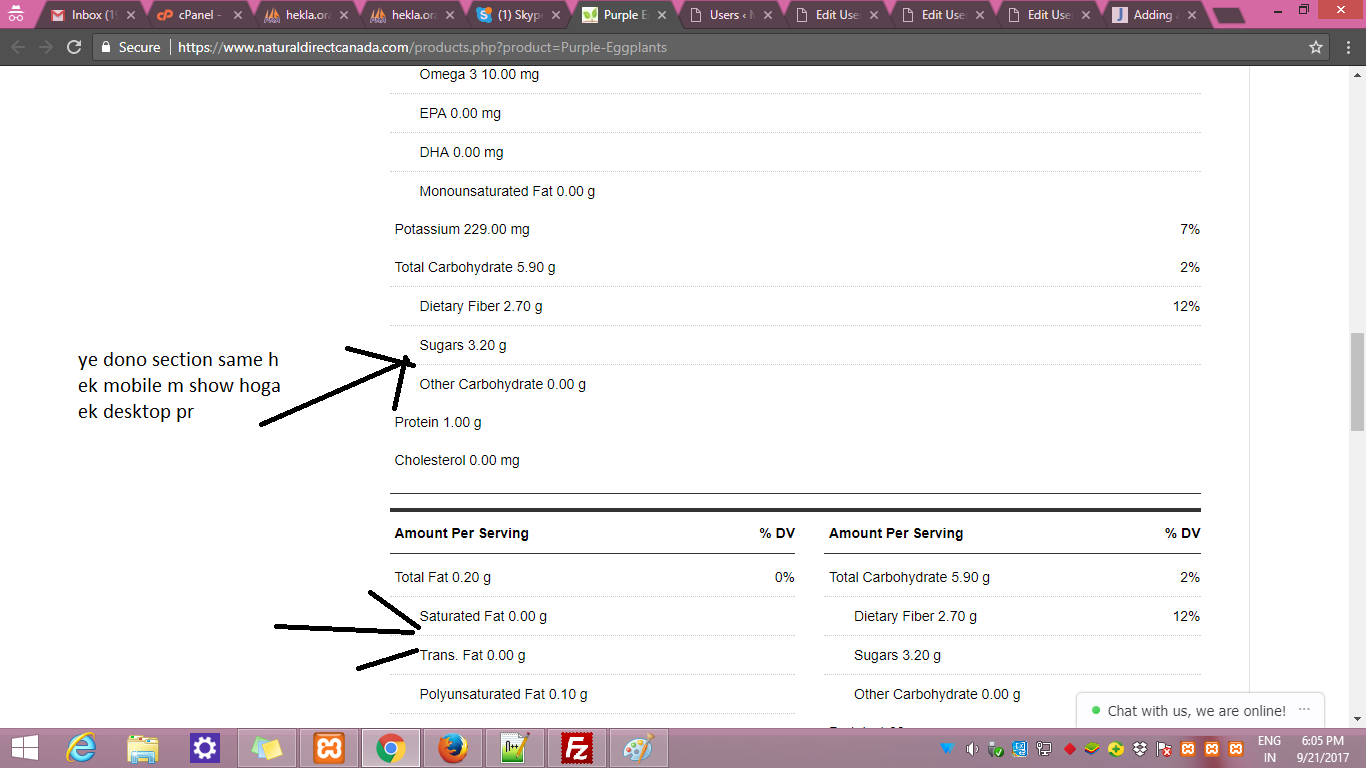 Inbox (19
cPanel -
hekla.ora
hekla.ora
(1) Skype
Purple E
Users ‹ M
Edit Use
Edit Use
Edit Use
Adding
Secure
https://www.naturaldirectcanada.com/products.php?product=Purple-Eggplants
Omega 3 10.00 mg
EPA 0.00 mg
DHA 0.00 mg
Monounsaturated Fat 0.00 g
Potassium 229.00 mg 7%
Total Carbohydrate 5.90 g 2%
Dietary Fiber 2.70 g 12%
Sugars 3.20 g
Other Carbohydrate 0.00 g
Protein 1.00 g
Cholesterol 0.00 mg
ye dono section same h
ek mobile m show hoga
ek desktop pr
Amount Per Serving % DV
Total Fat 0.20 g 0%
Saturated Fat 0.00 g
Trans. Fat 0.00 g
Polyunsaturated Fat 0.10 g
Amount Per Serving % DV
Total Carbohydrate 5.90 g 2%
Dietary Fiber 2.70 g 12%
Sugars 3.20 g
Other Carbohydrate 0.00 g
Chat with us, we are online!
ENG
IN
6:05 PM
9/21/2017